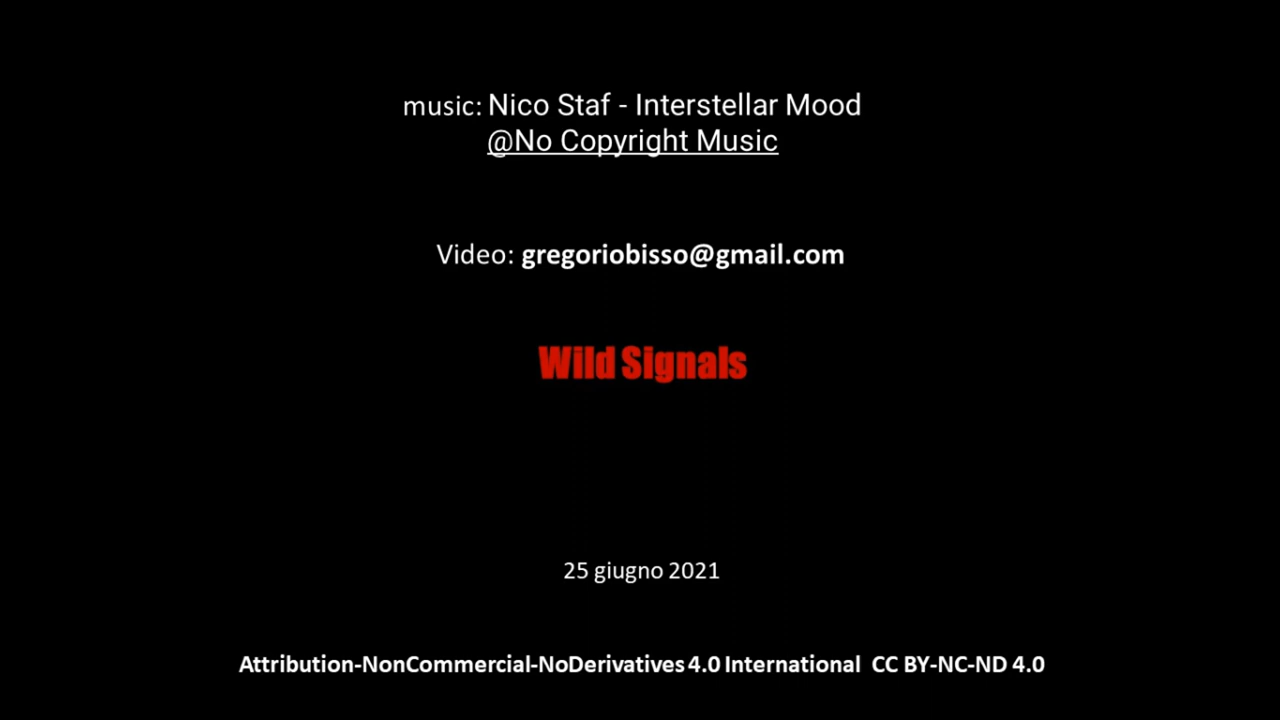 music: Nico Staf - Interstellar Mood
@No Copyright Music
Video: gregoriobisso@gmail.com
Wild Signals
25 giugno 2021
Attribution-NonCommercial-NoDerivatives 4.0 International CC BY-NC-ND 4.0